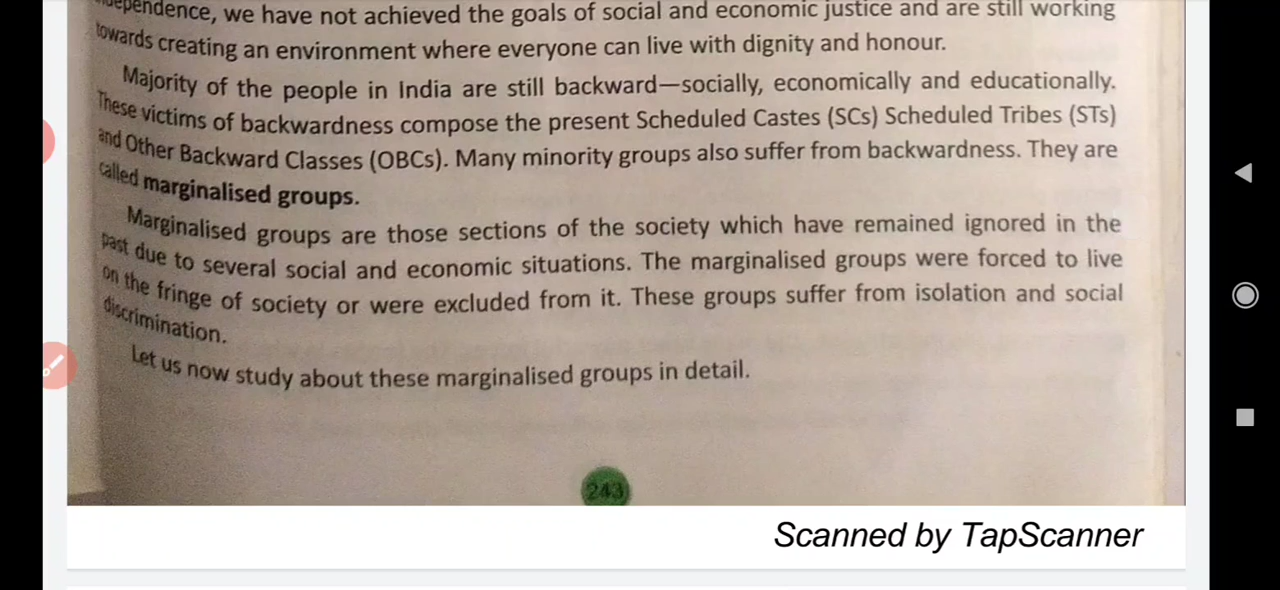 independence, we have not achieved the goals of social and economic justice and are still working
towards creating an environment where everyone can live with dignity and honour.
Majority of the people in India are still backward—socially, economically and educationally.
These victims of backwardness compose the present Scheduled Castes (SCs) Scheduled Tribes (STs)
and Other Backward Classes (OBCs). Many minority groups also suffer from backwardness. They are
called marginalised groups.
Marginalised groups are those sections of the society which have remained ignored in the
past due to several social and economic situations. The marginalised groups were forced to live
on the fringe of society or were excluded from it. These groups suffer from isolation and social
discrimination.
Let us now study about these marginalised groups in detail.
243
Scanned by TapScanner